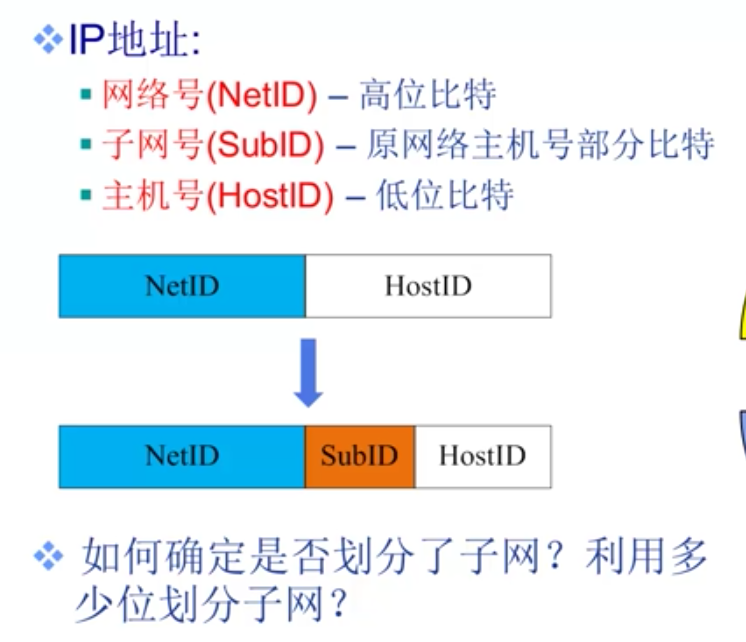 IP地址:
网络号(NetID) – 高位比特
子网号(SubID) – 原网络主机号部分比特
主机号(HostID) – 低位比特
NetID HostID
NetID SubID HostID
如何确定是否划分了子网？利用多
少位划分子网？